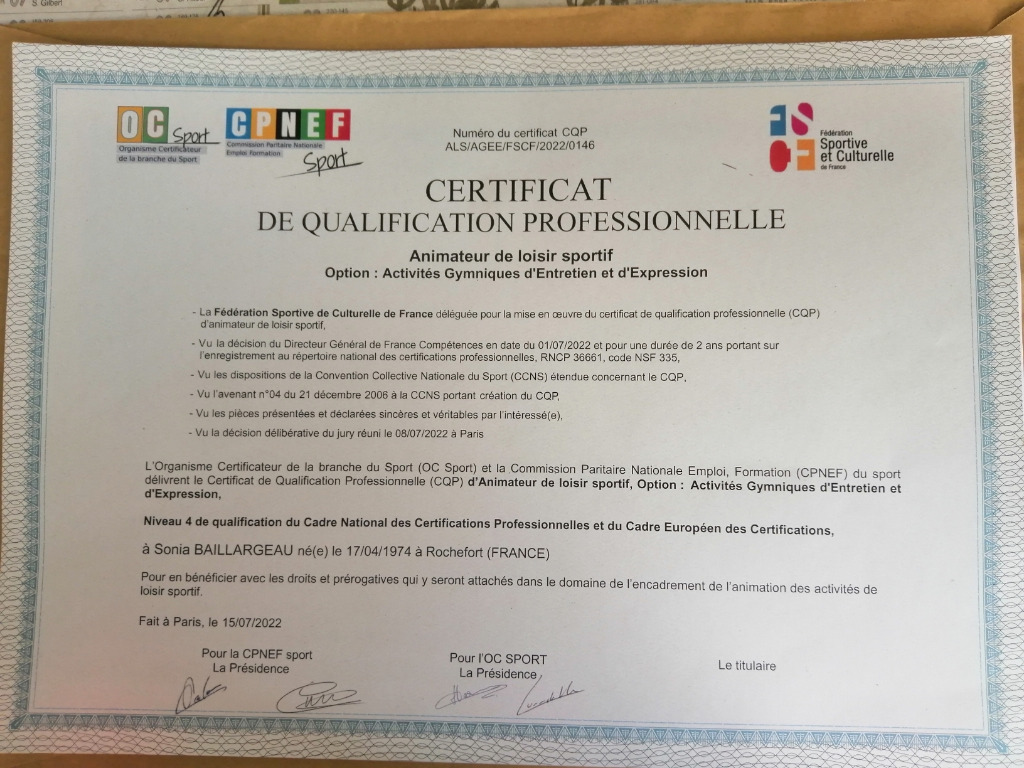 S. Gilbert
OC Sport
Organisme Certificateur
de la branche du Sport
CPNEF
Commission Paritaire Nationale
Emploi Formation
Sport
Numéro du certificat CQP
ALS/AGEE/FSCF/2022/0146
FSCF
Fédération
Sportive
et Culturelle
de France
CERTIFICAT
DE QUALIFICATION PROFESSIONNELLE
Animateur de loisir sportif
Option : Activités Gymniques d'Entretien et d'Expression
- La Fédération Sportive de Culturelle de France déléguée pour la mise en œuvre du certificat de qualification professionnelle (CQP)
d'animateur de loisir sportif,
- Vu la décision du Directeur Général de France Compétences en date du 01/07/2022 et pour une durée de 2 ans portant sur
l'enregistrement au répertoire national des certifications professionnelles, RNCP 36661, code NSF 335,
- Vu les dispositions de la Convention Collective Nationale du Sport (CCNS) étendue concernant le CQP,
- Vu l'avenant n°04 du 21 décembre 2006 à la CCNS portant création du CQP,
- Vu les pièces présentées et déclarées sincères et véritables par l'intéressé(e),
- Vu la décision délibérative du jury réuni le 08/07/2022 à Paris
L'Organisme Certificateur de la branche du Sport (OC Sport) et la Commission Paritaire Nationale Emploi, Formation (CPNEF) du sport
délivrent le Certificat de Qualification Professionnelle (CQP) d'Animateur de loisir sportif, Option : Activités Gymniques d'Entretien et
d'Expression,
Niveau 4 de qualification du Cadre National des Certifications Professionnelles et du Cadre Européen des Certifications,
à Sonia BAILLARGEAU né(e) le 17/04/1974 à Rochefort (FRANCE)
Pour en bénéficier avec les droits et prérogatives qui y seront attachés dans le domaine de l'encadrement de l'animation des activités de
loisir sportif.
Fait à Paris, le 15/07/2022
Pour la CPNEF sport
La Présidence
Pour l'OC SPORT
La Présidence
Le titulaire